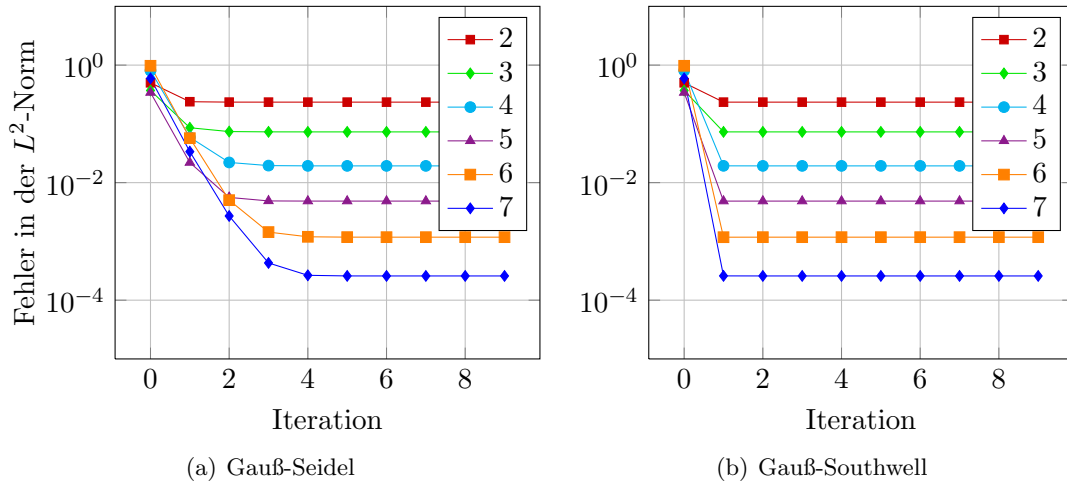 Fehler in der L²-Norm
10⁰
10⁻²
10⁻⁴
0 2 4 6 8
Iteration
2
3
4
5
6
7
(a) Gauß-Seidel
10⁰
10⁻²
10⁻⁴
0 2 4 6 8
Iteration
2
3
4
5
6
7
(b) Gauß-Southwell